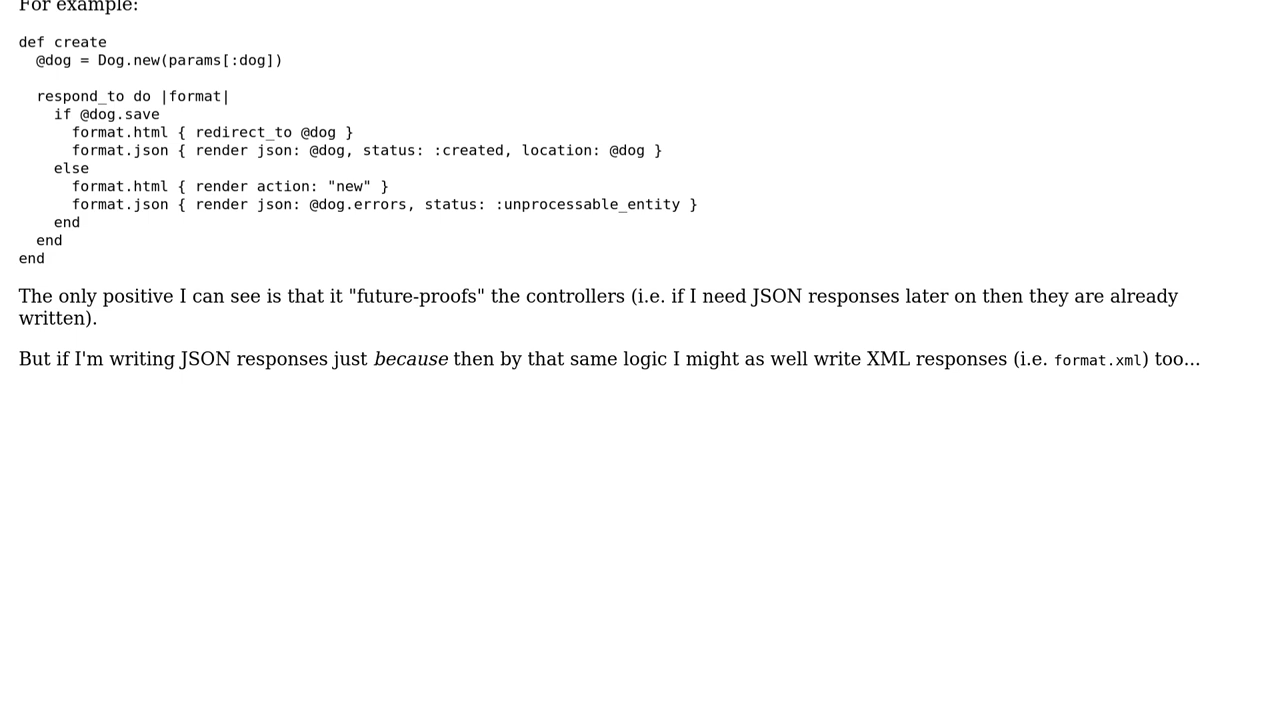 For example:
def create
  @dog = Dog.new(params[:dog])
  respond_to do |format|
    if @dog.save
      format.html { redirect_to @dog }
      format.json { render json: @dog, status: :created, location: @dog }
    else
      format.html { render action: "new" }
      format.json { render json: @dog.errors, status: :unprocessable_entity }
    end
  end
end
The only positive I can see is that it "future-proofs" the controllers (i.e. if I need JSON responses later on then they are already
written).
But if I'm writing JSON responses just because then by that same logic I might as well write XML responses (i.e. format.xml) too...